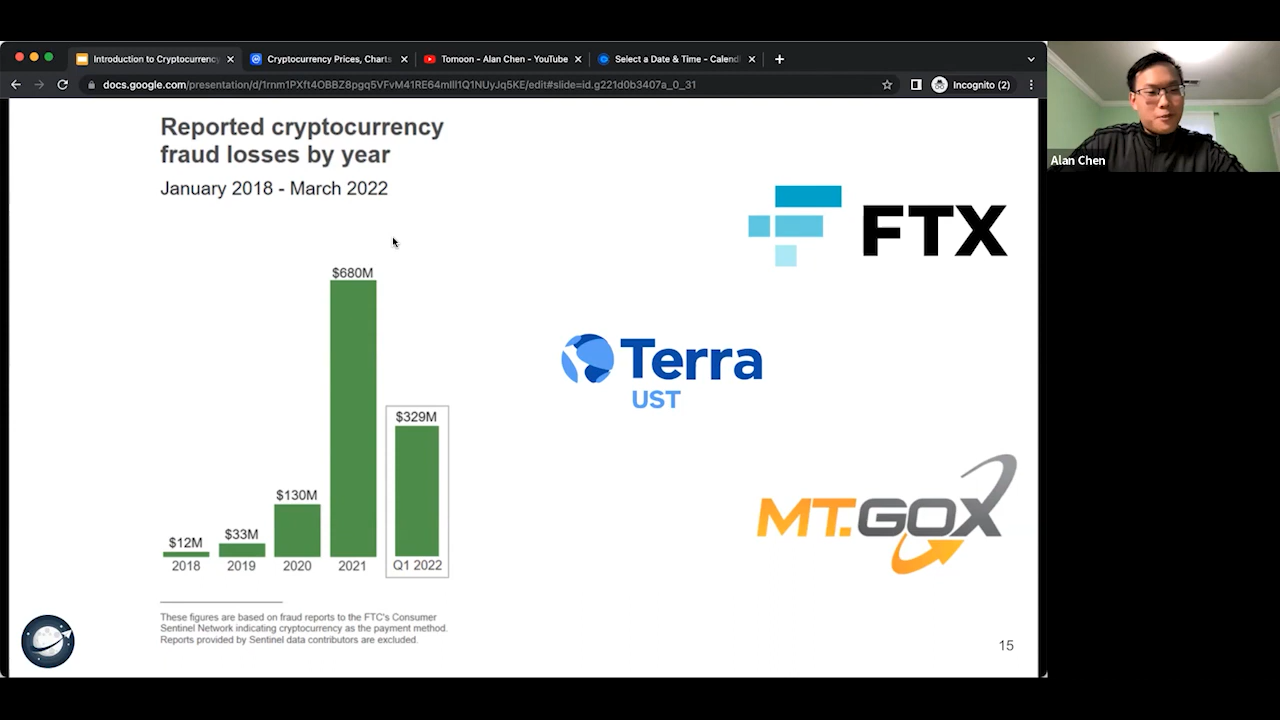 Introduction to Cryptocurrency
Cryptocurrency Prices, Charts
Tomoon - Alan Chen - YouTube
Select a Date & Time - Calendl
docs.google.com/presentation/d/1rnm1PXft4OBBZ8pgq5VFvM41RE64mIll1Q1NUyJq5KE/edit#slide=id.g221d0b3407a_0_31
Incognito (2)
Alan Chen
Reported cryptocurrency
fraud losses by year
January 2018 - March 2022
$680M
$329M
$130M
$33M
$12M
2018
2019
2020
2021
Q1 2022
These figures are based on fraud reports to the FTC's Consumer
Sentinel Network indicating cryptocurrency as the payment method.
Reports provided by Sentinel data contributors are excluded.
FTX
Terra
UST
MT.GOX
15